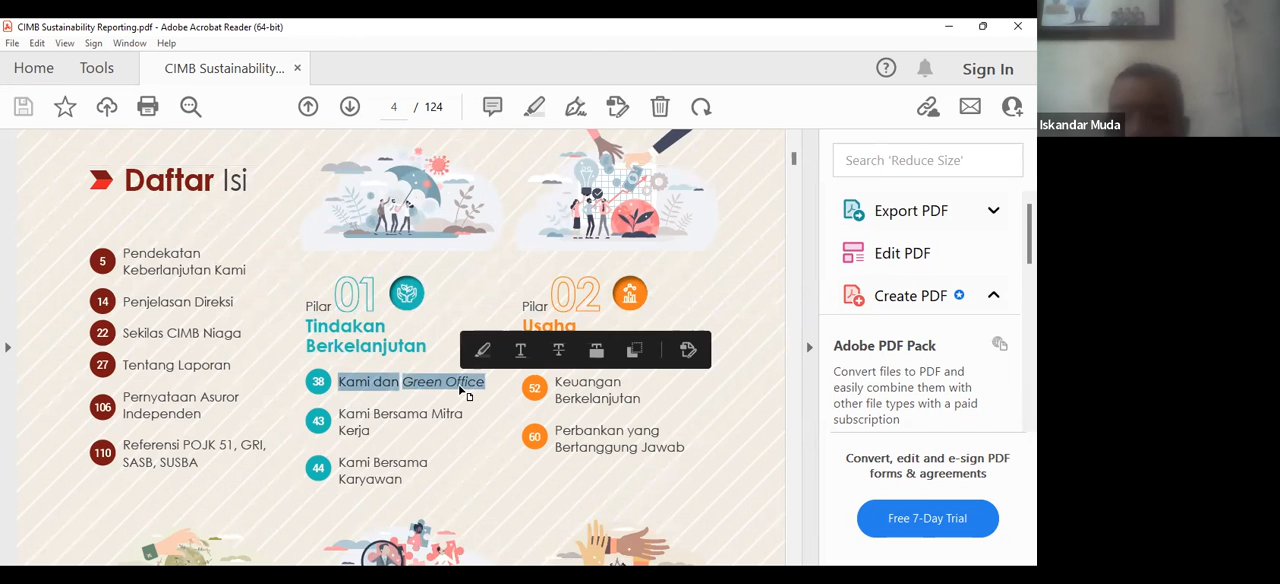 CIMB Sustainability Reporting.pdf - Adobe Acrobat Reader (64-bit)
File Edit View Sign Window Help
Home Tools CIMB Sustainability... ×
Sign In
4 / 124
Iskandar Muda
Daftar Isi
5 Pendekatan
Keberlanjutan Kami
14 Penjelasan Direksi
22 Sekilas CIMB Niaga
27 Tentang Laporan
106 Pernyataan Asuror
Independen
110 Referensi POJK 51, GRI,
SASB, SUSBA
Pilar 01
Tindakan
Berkelanjutan
38 Kami dan Green Office
43 Kami Bersama Mitra
Kerja
44 Kami Bersama
Karyawan
Pilar 02
Usaha
52 Keuangan
Berkelanjutan
60 Perbankan yang
Bertanggung Jawab
Search 'Reduce Size'
Export PDF
Edit PDF
Create PDF
Adobe PDF Pack
Convert files to PDF and
easily combine them with
other file types with a paid
subscription
Convert, edit and e-sign PDF
forms & agreements
Free 7-Day Trial